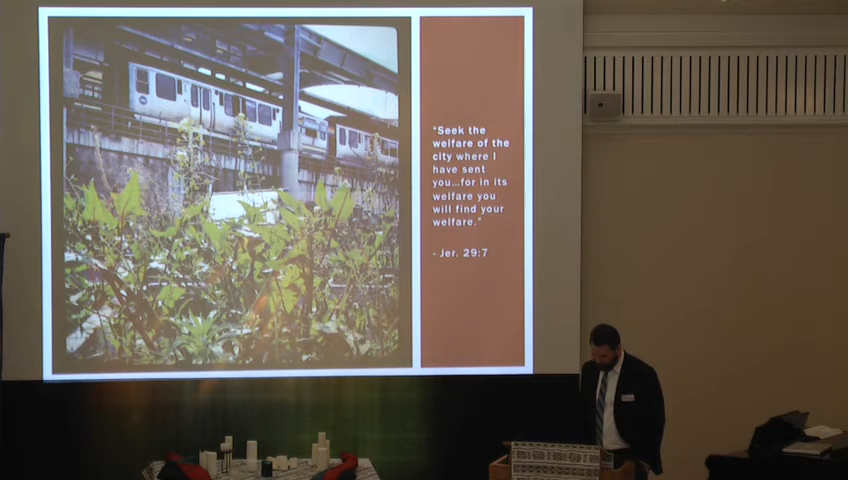 "Seek the
welfare of the
city where I
have sent
you...for in its
welfare you
will find your
welfare."
- Jer. 29:7